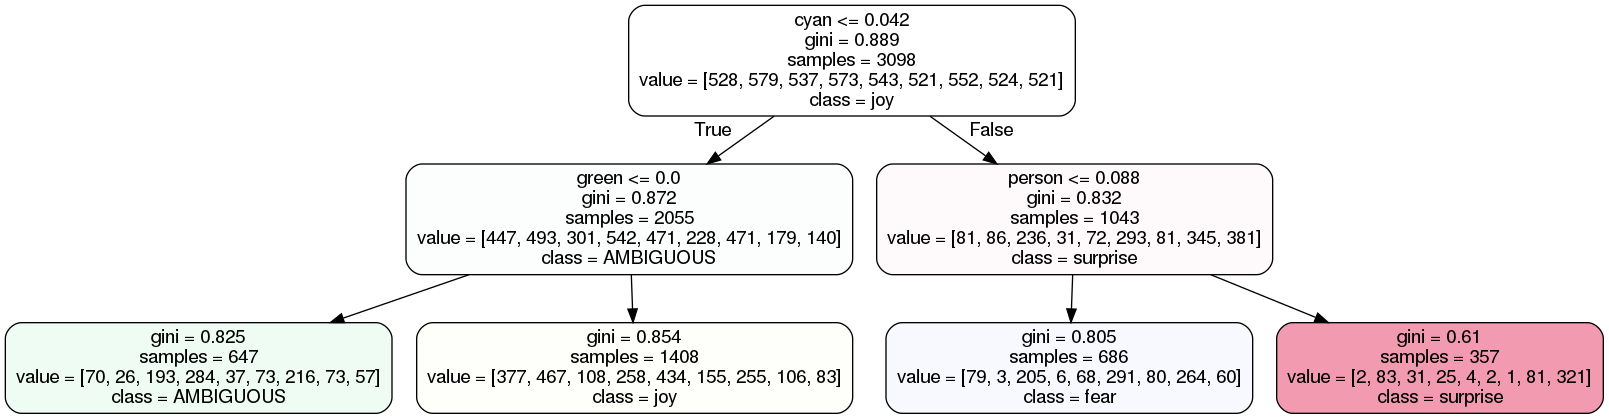 cyan <= 0.042
gini = 0.889
samples = 3098
value = [528, 579, 537, 573, 543, 521, 552, 524, 521]
class = joy
True
False
green <= 0.0
gini = 0.872
samples = 2055
value = [447, 493, 301, 542, 471, 228, 471, 179, 140]
class = AMBIGUOUS
person <= 0.088
gini = 0.832
samples = 1043
value = [81, 86, 236, 31, 72, 293, 81, 345, 381]
class = surprise
gini = 0.825
samples = 647
value = [70, 26, 193, 284, 37, 73, 216, 73, 57]
class = AMBIGUOUS
gini = 0.854
samples = 1408
value = [377, 467, 108, 258, 434, 155, 255, 106, 83]
class = joy
gini = 0.805
samples = 686
value = [79, 3, 205, 6, 68, 291, 80, 264, 60]
class = fear
gini = 0.61
samples = 357
value = [2, 83, 31, 25, 4, 2, 1, 81, 321]
class = surprise